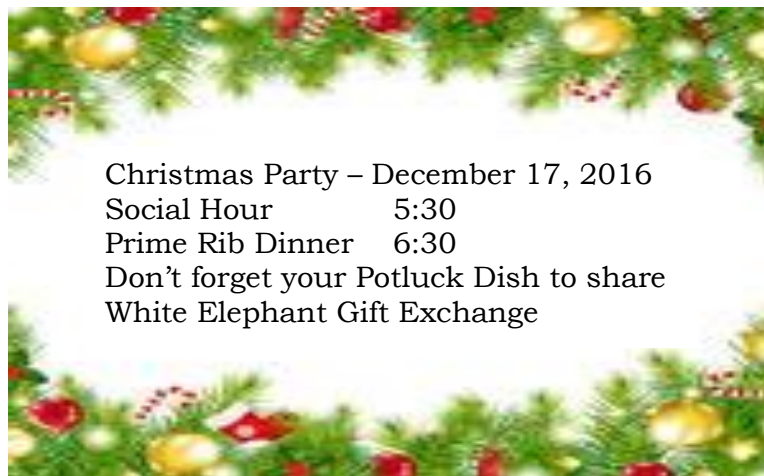 Christmas Party – December 17, 2016
Social Hour 5:30
Prime Rib Dinner 6:30
Don’t forget your Potluck Dish to share
White Elephant Gift Exchange